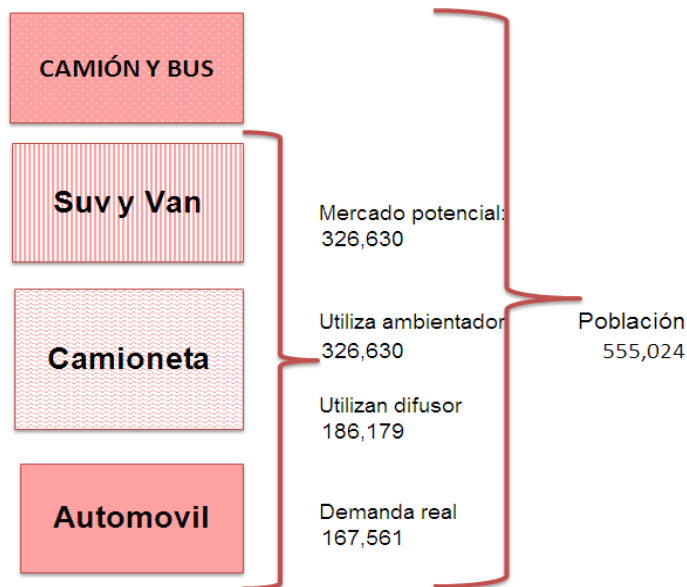 CAMIÓN Y BUS
Suv y Van
Camioneta
Automovil
Mercado potencial:
326,630
Utiliza ambientador
326,630
Utilizan difusor
186,179
Demanda real
167,561
Población
555,024